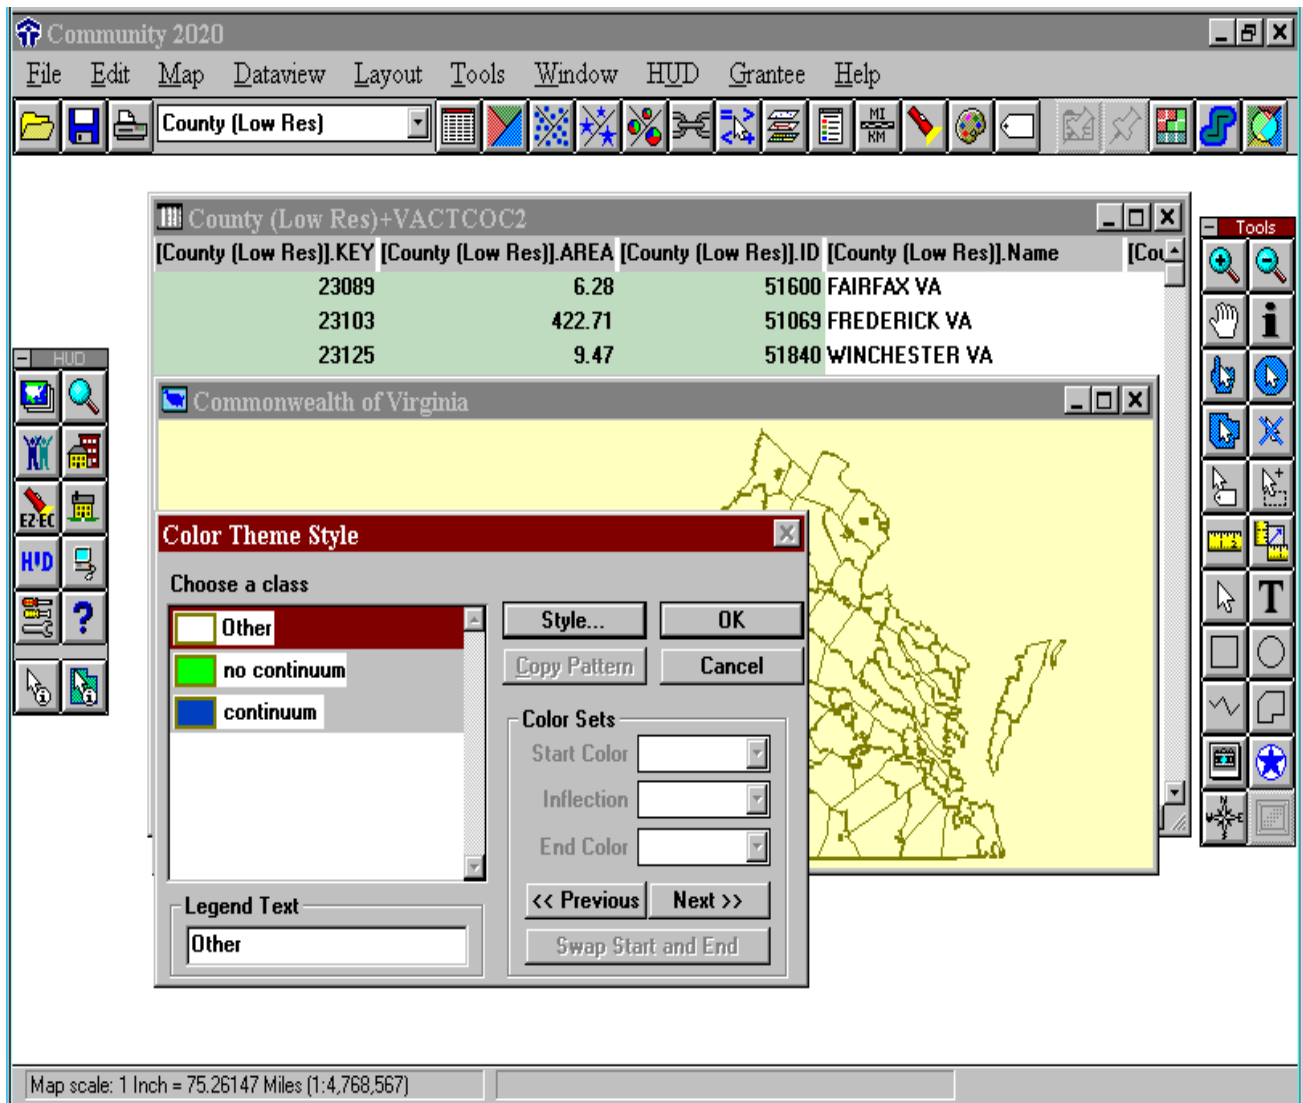 Community 2020
File Edit Map Dataview Layout Tools Window HUD Grantee Help
County (Low Res)
MI
KM
County (Low Res)+VACTCOC2
[County (Low Res)].KEY [County (Low Res)].AREA [County (Low Res)].ID [County (Low Res)].Name [Cou
23089 6.28 51600 FAIRFAX VA
23103 422.71 51069 FREDERICK VA
23125 9.47 51840 WINCHESTER VA
Tools
HUD
EZ-EC
HUD
?
Commonwealth of Virginia
Color Theme Style
Choose a class
Other
no continuum
continuum
Style...
OK
Copy Pattern
Cancel
Color Sets
Start Color
Inflection
End Color
<< Previous
Next >>
Swap Start and End
Legend Text
Other
i
1 2
T
N
W E
S
Map scale: 1 Inch = 75.26147 Miles (1:4,768,567)